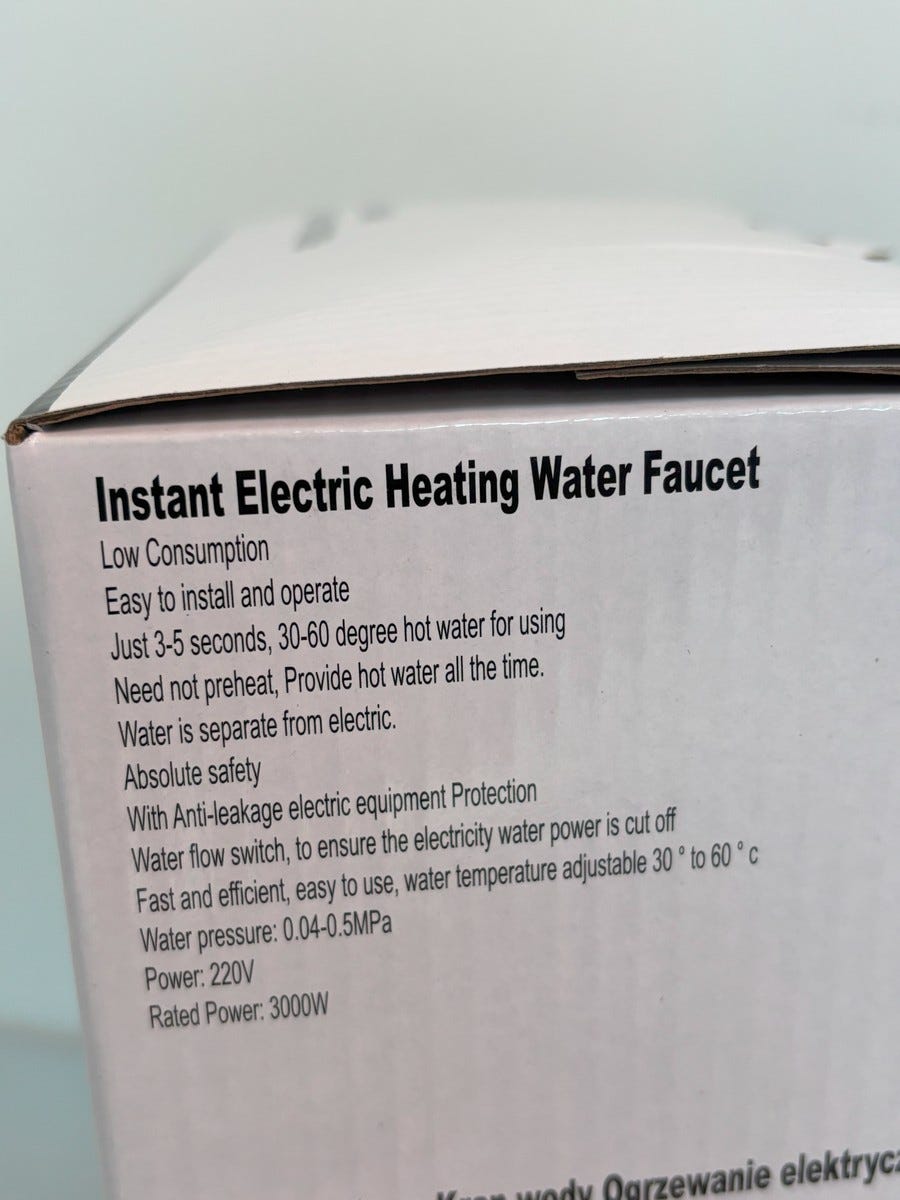 Instant Electric Heating Water Faucet
Low Consumption
Easy to install and operate
Just 3-5 seconds, 30-60 degree hot water for using
Need not preheat, Provide hot water all the time.
Water is separate from electric.
Absolute safety
With Anti-leakage electric equipment Protection
Water flow switch, to ensure the electricity water power is cut off
Fast and efficient, easy to use, water temperature adjustable 30 ° to 60 ° c
Water pressure: 0.04-0.5MPa
Power: 220V
Rated Power: 3000W
wody Ogrzewanie